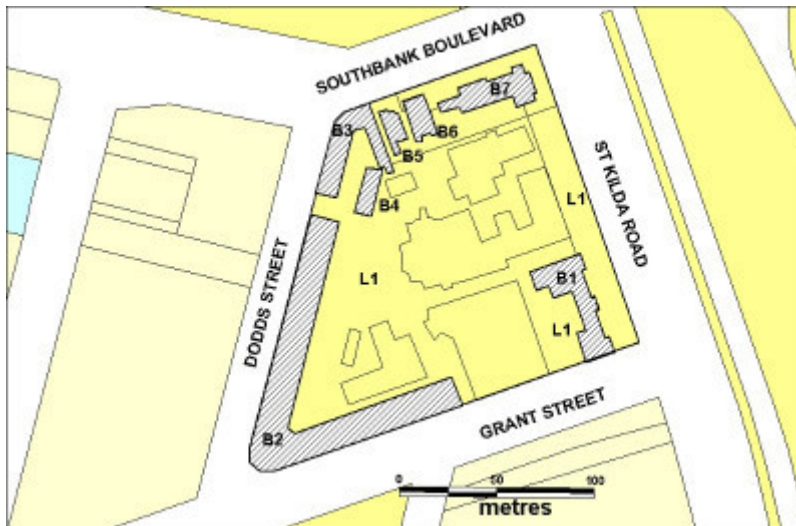 SOUTHBANK BOULEVARD
B7
B3
B6
B5
B4
L1
ST KILDA ROAD
L1
B1
DODDS STREET
L1
B2
GRANT STREET
0 50 100
metres